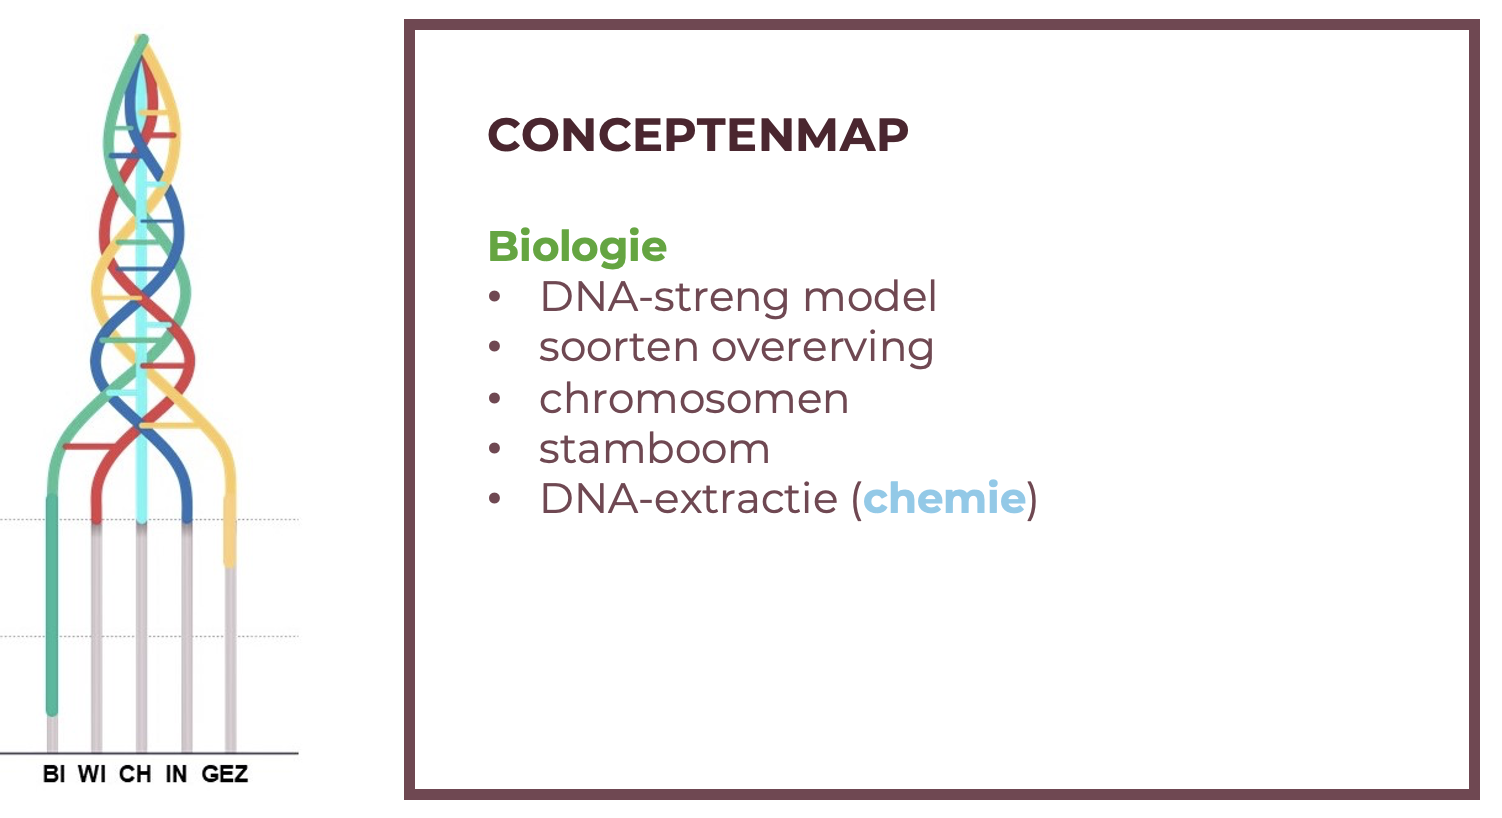 CONCEPTENMAP
Biologie
• DNA-streng model
• soorten overerving
• chromosomen
• stamboom
• DNA-extractie (chemie)
BI WI CH IN GEZ